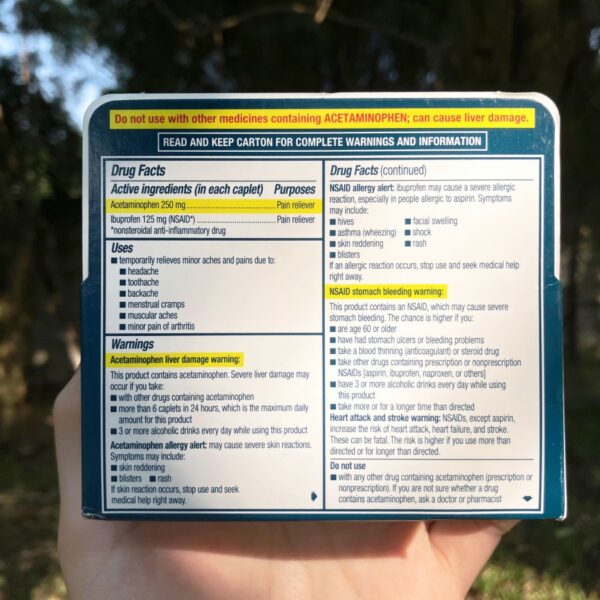 Do not use with other medicines containing ACETAMINOPHEN; can cause liver damage.
READ AND KEEP CARTON FOR COMPLETE WARNINGS AND INFORMATION
Drug Facts
Active ingredients (in each caplet) Purposes
Acetaminophen 250 mg.......................................Pain reliever
Ibuprofen 125 mg (NSAID*) ...................................Pain reliever
*nonsteroidal anti-inflammatory drug
Uses
■ temporarily relieves minor aches and pains due to:
■ headache
■ toothache
■ backache
■ menstrual cramps
■ muscular aches
■ minor pain of arthritis
Warnings
Acetaminophen liver damage warning:
This product contains acetaminophen. Severe liver damage may
occur if you take:
■ with other drugs containing acetaminophen
■ more than 6 caplets in 24 hours, which is the maximum daily
amount for this product
■ 3 or more alcoholic drinks every day while using this product
Acetaminophen allergy alert: may cause severe skin reactions.
Symptoms may include:
■ skin reddening
■ blisters ■ rash
If skin reaction occurs, stop use and seek
medical help right away.
Drug Facts (continued)
NSAID allergy alert: ibuprofen may cause a severe allergic
reaction, especially in people allergic to aspirin. Symptoms
may include:
■ hives ■ facial swelling
■ asthma (wheezing) ■ shock
■ skin reddening ■ rash
■ blisters
If an allergic reaction occurs, stop use and seek medical help
right away.
NSAID stomach bleeding warning:
This product contains an NSAID, which may cause severe
stomach bleeding. The chance is higher if you:
■ are age 60 or older
■ have had stomach ulcers or bleeding problems
■ take a blood thinning (anticoagulant) or steroid drug
■ take other drugs containing prescription or nonprescription
NSAIDs [aspirin, ibuprofen, naproxen, or others]
■ have 3 or more alcoholic drinks every day while using
this product
■ take more or for a longer time than directed
Heart attack and stroke warning: NSAIDs, except aspirin,
increase the risk of heart attack, heart failure, and stroke.
These can be fatal. The risk is higher if you use more than directed
or for longer than directed.
Do not use
■ with any other drug containing acetaminophen (prescription or
nonprescription). If you are not sure whether a drug
contains acetaminophen, ask a doctor or pharmacist